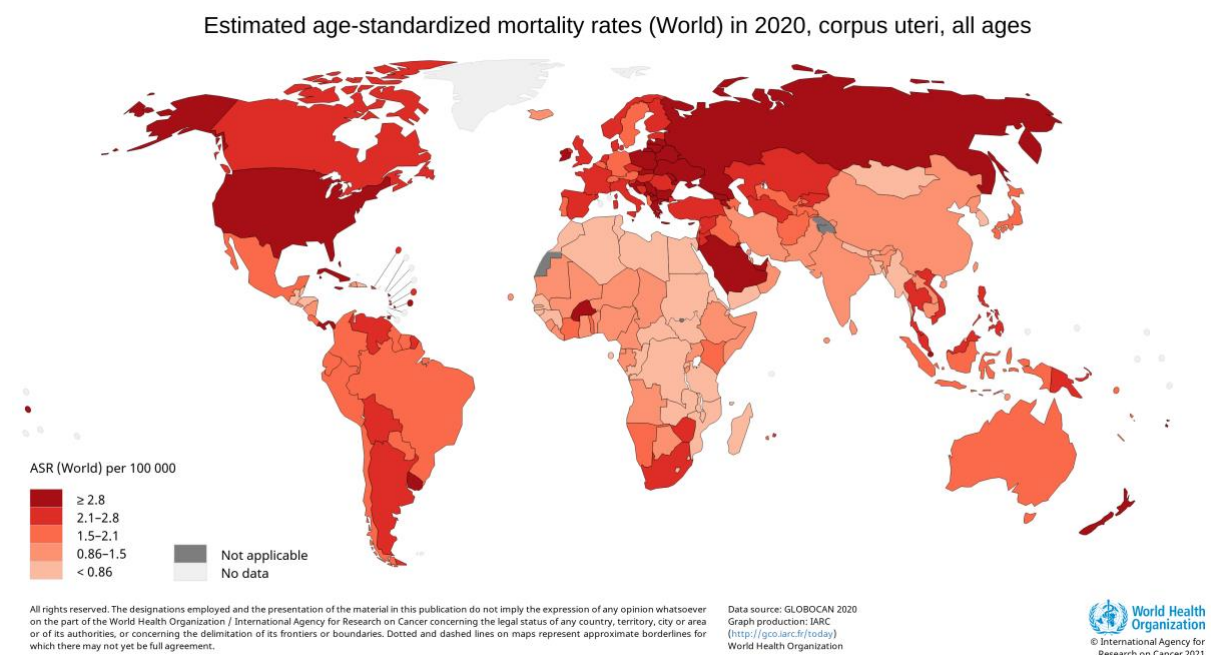 Estimated age-standardized mortality rates (World) in 2020, corpus uteri, all ages
ASR (World) per 100 000
≥ 2.8
2.1–2.8
1.5–2.1
0.86–1.5
< 0.86
Not applicable
No data
All rights reserved. The designations employed and the presentation of the material in this publication do not imply the expression of any opinion whatsoever
on the part of the World Health Organization / International Agency for Research on Cancer concerning the legal status of any country, territory, city or area
or of its authorities, or concerning the delimitation of its frontiers or boundaries. Dotted and dashed lines on maps represent approximate borderlines for
which there may not yet be full agreement.
Data source: GLOBOCAN 2020
Graph production: IARC
(http://gco.iarc.fr/today)
World Health Organization
World Health
Organization
© International Agency for
Research on Cancer 2021